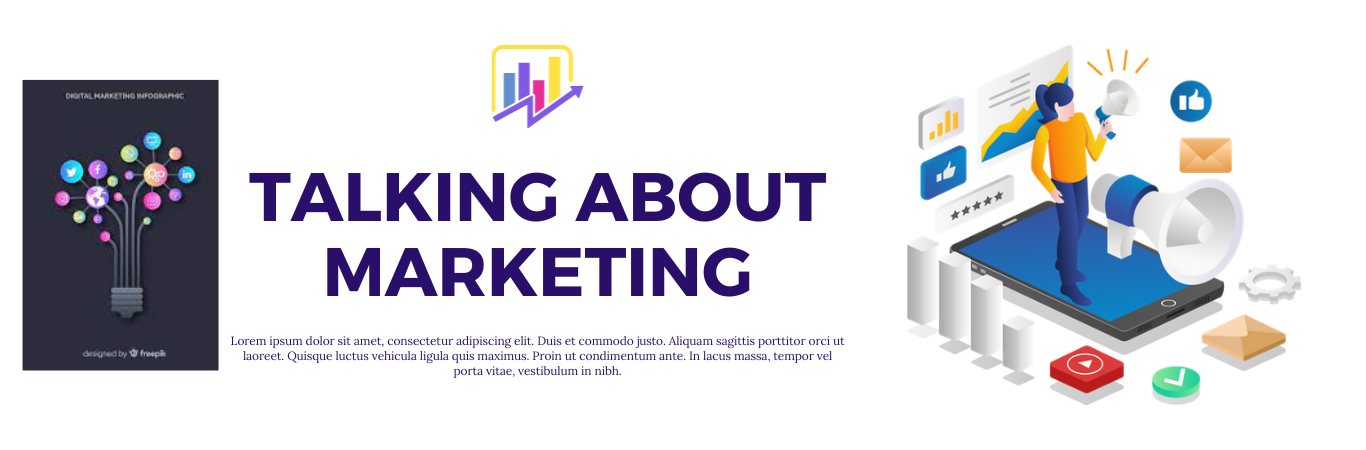 DIGITAL MARKETING INFOGRAPHIC
designed by freepik
TALKING ABOUT
MARKETING
Lorem ipsum dolor sit amet, consectetur adipiscing elit. Duis et commodo justo. Aliquam sagittis porttitor orci ut
laoreet. Quisque luctus vehicula ligula quis maximus. Proin ut condimentum ante. In lacus massa, tempor vel
porta vitae, vestibulum in nibh.